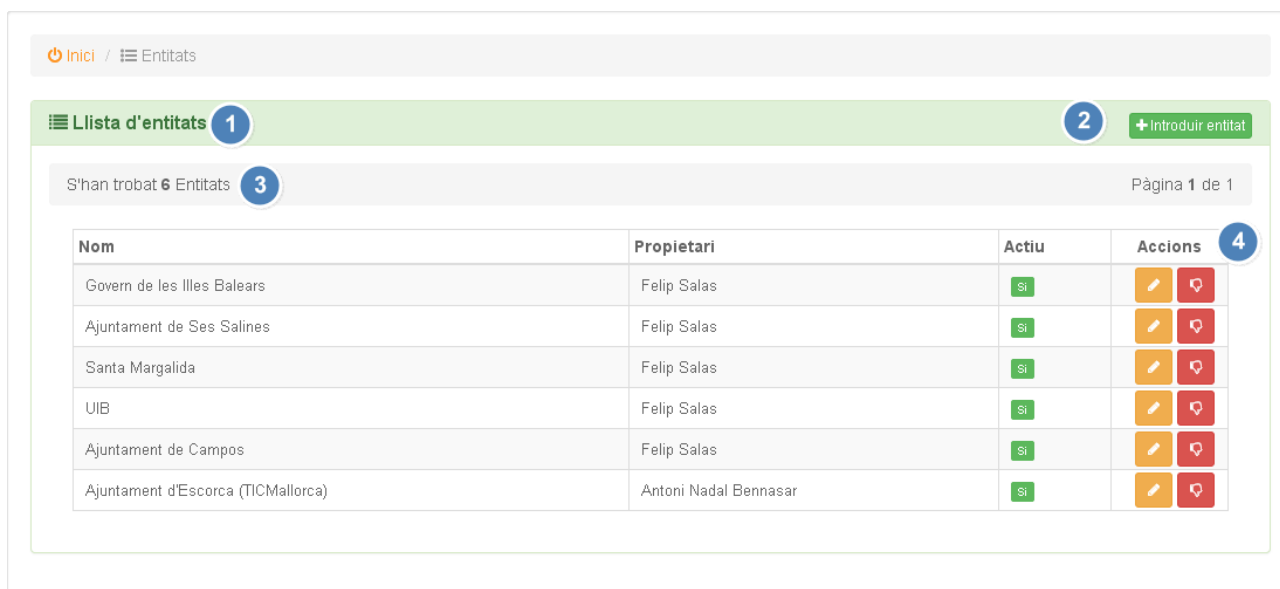 Inici / Entitats
Llista d'entitats 1 2 Introduir entitat
S'han trobat 6 Entitats 3 Pàgina 1 de 1
Nom Propietari Actiu Accions 4
Govern de les Illes Balears Felip Salas Si
Ajuntament de Ses Salines Felip Salas Si
Santa Margalida Felip Salas Si
UIB Felip Salas Si
Ajuntament de Campos Felip Salas Si
Ajuntament d'Escorca (TICMallorca) Antoni Nadal Bennasar Si